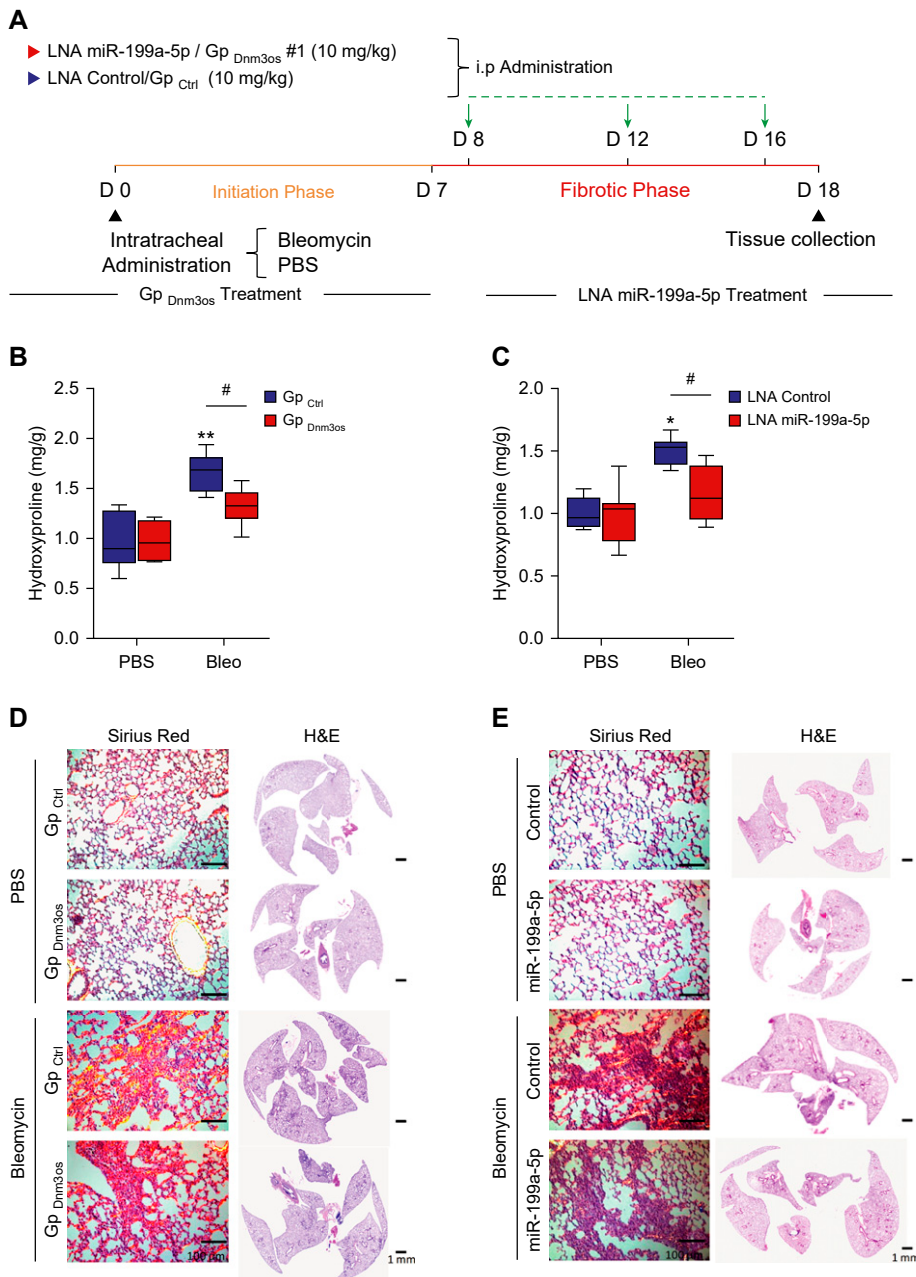 A
LNA miR-199a-5p / Gp Dnm3os #1 (10 mg/kg)
LNA Control/Gp Ctrl (10 mg/kg)
i.p Administration
D 8 D 12 D 16
D 0 Initiation Phase D 7 Fibrotic Phase D 18
Intratracheal Administration
Bleomycin
PBS
Tissue collection
Gp Dnm3os Treatment LNA miR-199a-5p Treatment
B
Hydroxyproline (mg/g)
2.5
2.0
1.5
1.0
0.5
0.0
**
#
Gp Ctrl
Gp Dnm3os
PBS Bleo
C
Hydroxyproline (mg/g)
2.0
1.5
1.0
0.5
0.0
*
#
LNA Control
LNA miR-199a-5p
PBS Bleo
D
Sirius Red H&E
PBS
Gp Ctrl
Gp Dnm3os
Bleomycin
Gp Ctrl
Gp Dnm3os
100 µm
1 mm
E
Sirius Red H&E
PBS
Control
miR-199a-5p
Bleomycin
Control
miR-199a-5p
100 µm
1 mm